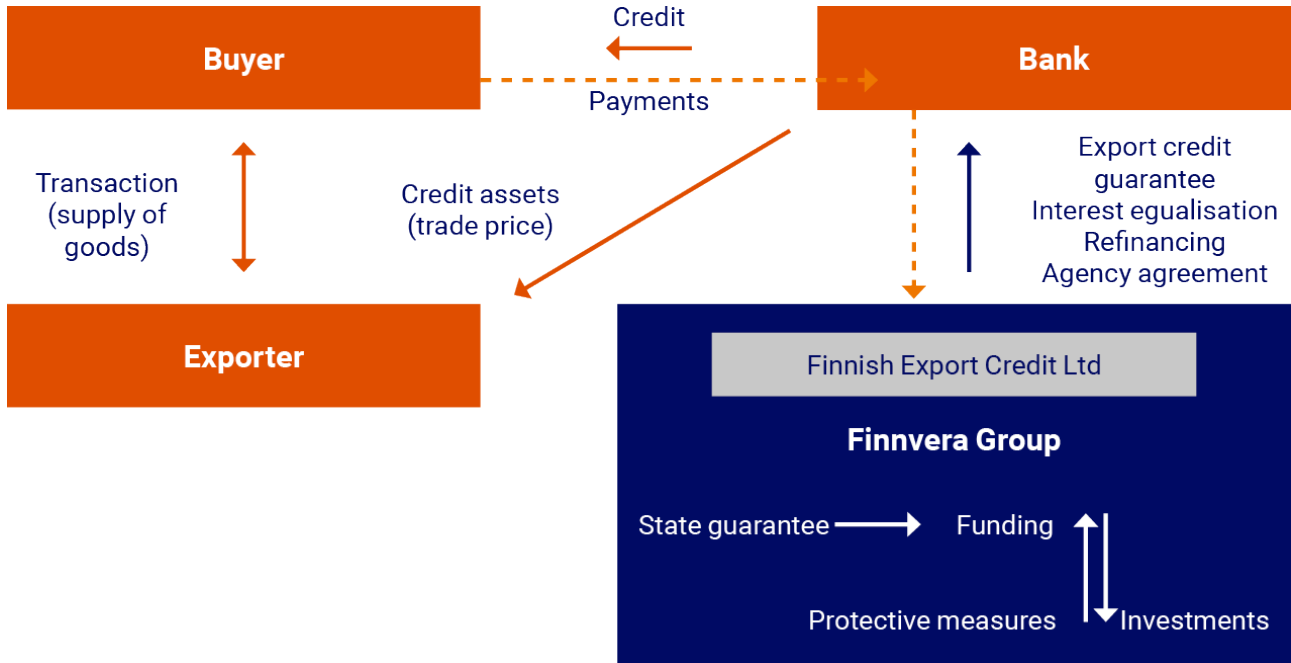 Credit
Buyer
Bank
Payments
Transaction
(supply of
goods)
Credit assets
(trade price)
Export credit
guarantee
Interest egualisation
Refinancing
Agency agreement
Exporter
Finnish Export Credit Ltd
Finnvera Group
State guarantee
Funding
Protective measures
Investments